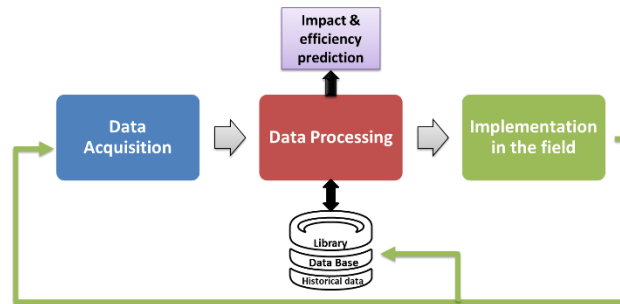 Impact &
efficiency
prediction
Data
Acquisition
Data Processing
Implementation
in the field
Library
Data Base
Historical data